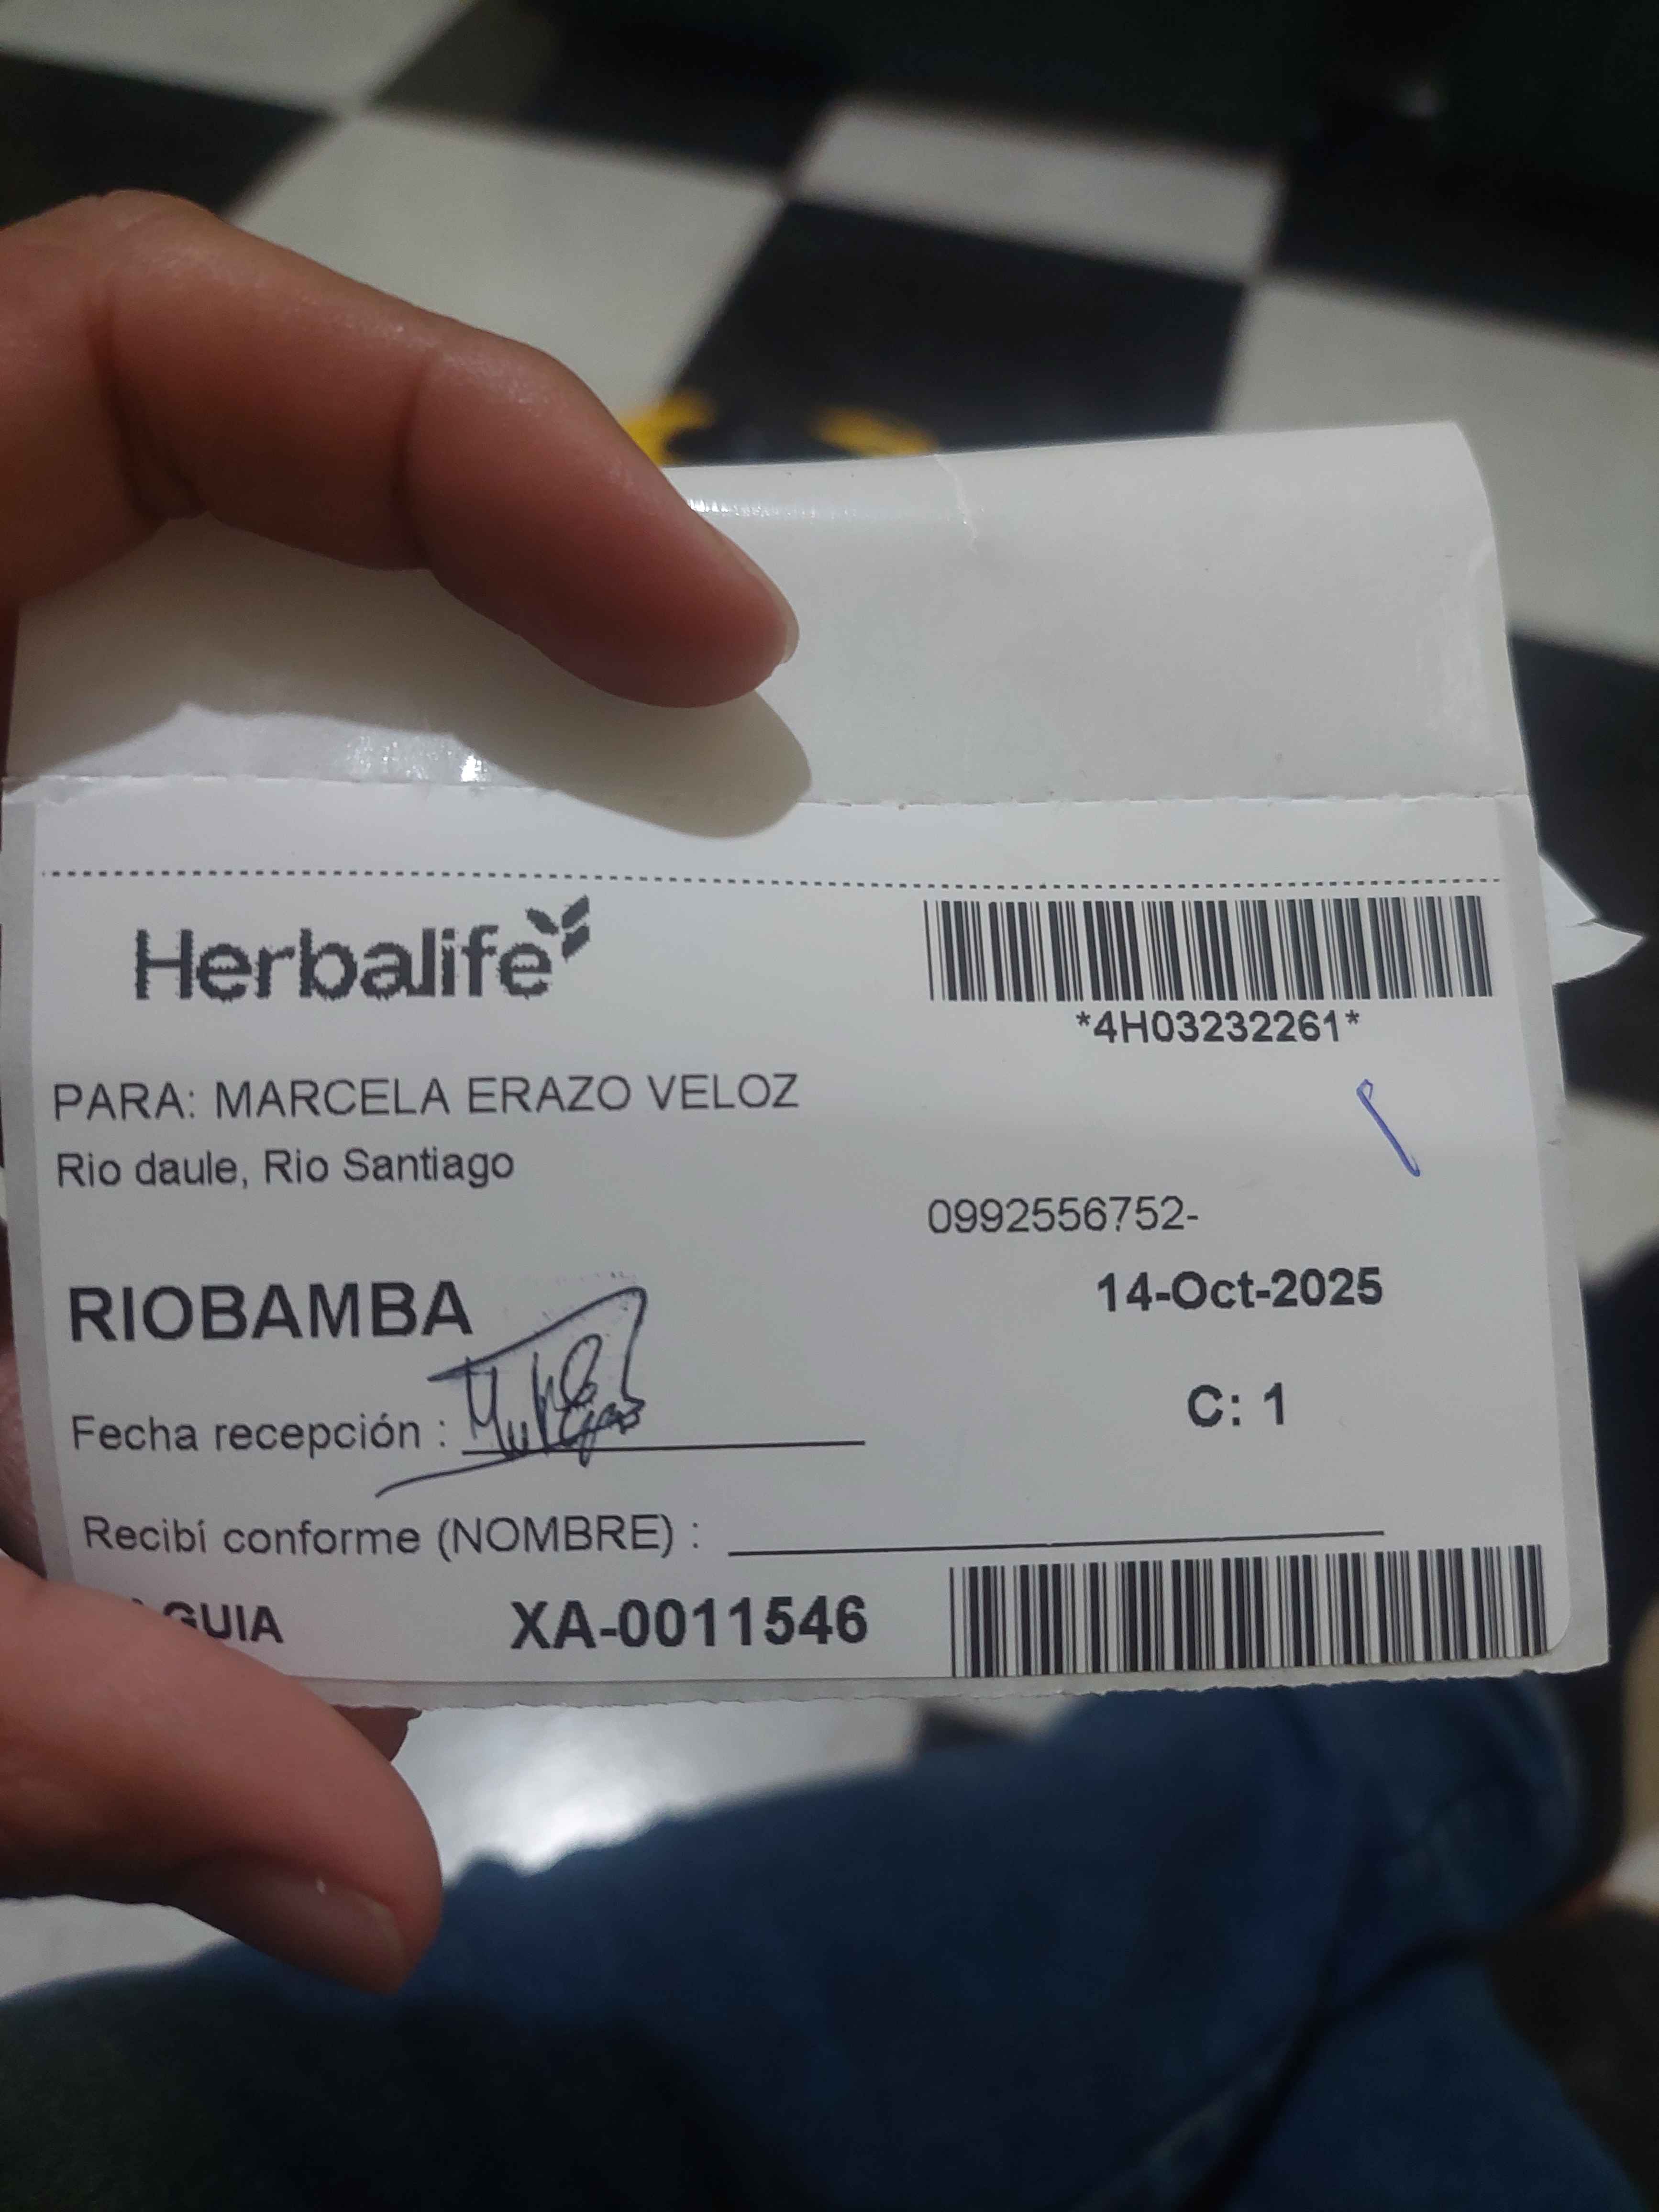 Herbalife
*4H03232261*
PARA: MARCELA ERAZO VELOZ
Rio daule, Rio Santiago
0992556752-
RIOBAMBA
14-Oct-2025
Fecha recepción :
C: 1
Recibí conforme (NOMBRE) :
GUIA XA-0011546